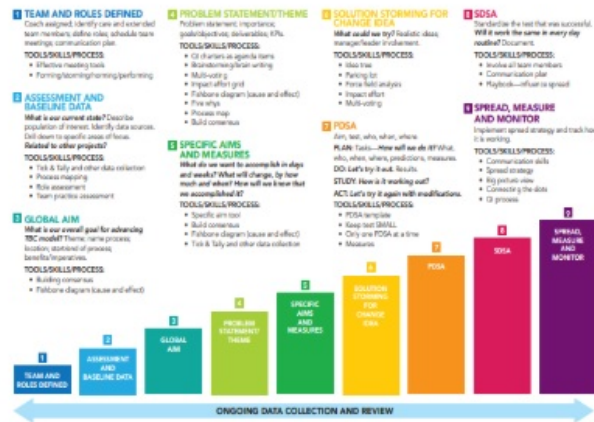 1 TEAM AND ROLES DEFINED
Coach assigned; identify care and extended
team members; define roles; schedule team
meetings; communication plan.
TOOLS/SKILLS/PROCESS:
• Effective meeting tools
• Forming/storming/norming/performing
2 ASSESSMENT AND
BASELINE DATA
What is our current state? Describe
population of interest. Identify data sources.
Drill down to specific areas of focus.
Related to other projects?
TOOLS/SKILLS/PROCESS:
• Tick & Tally and other data collection
• Process mapping
• Role assessment
• Team practice assessment
3 GLOBAL AIM
What is our overall goal for advancing
TBC model? Theme; name process;
location; start/end of process;
benefits/imperatives.
TOOLS/SKILLS/PROCESS:
• Building consensus
• Fishbone diagram (cause and effect)
4 PROBLEM STATEMENT/THEME
Problem statement; importance;
goals/objectives; deliverables; KPIs.
TOOLS/SKILLS/PROCESS:
• QI charters as agenda items
• Brainstorming/brain writing
• Multi-voting
• Impact effort grid
• Fishbone diagram (cause and effect)
• Five whys
• Process map
• Build consensus
5 SPECIFIC AIMS
AND MEASURES
What do we want to accomplish in days
and weeks? What will change, by how
much and when? How will we know that
we accomplished it?
TOOLS/SKILLS/PROCESS:
• Specific aim tool
• Build consensus
• Fishbone diagram (cause and effect)
• Tick & Tally and other data collection
6 SOLUTION STORMING FOR
CHANGE IDEA
What could we try? Realistic ideas;
manager/leader involvement.
TOOLS/SKILLS/PROCESS:
• Idea tree
• Parking lot
• Force field analysis
• Impact effort
• Multi-voting
7 PDSA
Aim, test, who, when, where
PLAN: Tasks—How will we do it? What,
who, when, where, predictions, measures.
DO: Let's try it out. Results
STUDY: How is it working out?
ACT: Let's try it again with modifications.
TOOLS/SKILLS/PROCESS:
• PDSA template
• Keep test SMALL
• Only one PDSA at a time
• Measures
8 SDSA
Standardize the test that was successful.
Will it work the same in every day
routine? Document.
TOOLS/SKILLS/PROCESS:
• Involve all team members
• Communication plan
• Playbook—influence spread
9 SPREAD, MEASURE
AND MONITOR
Implement spread strategy and track how
it is working.
TOOLS/SKILLS/PROCESS:
• Communication skills
• Spread strategy
• Big picture view
• Connecting the dots
• QI process
1
TEAM AND
ROLES DEFINED
2
ASSESSMENT
AND
BASELINE DATA
3
GLOBAL
AIM
4
PROBLEM
STATEMENT/
THEME
5
SPECIFIC
AIMS
AND
MEASURES
6
SOLUTION
STORMING
FOR
CHANGE
IDEA
7
PDSA
8
SDSA
9
SPREAD,
MEASURE
AND
MONITOR
ONGOING DATA COLLECTION AND REVIEW